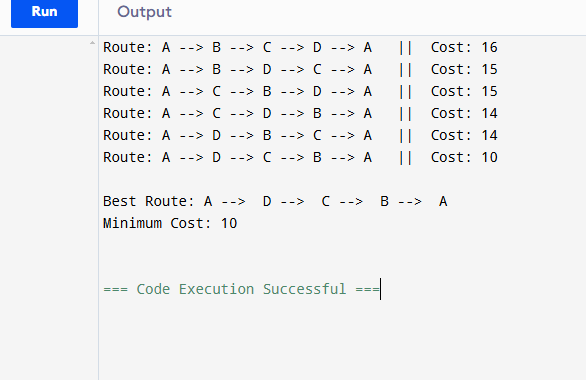 Run Output
Route: A --> B --> C --> D --> A || Cost: 16
Route: A --> B --> D --> C --> A || Cost: 15
Route: A --> C --> B --> D --> A || Cost: 15
Route: A --> C --> D --> B --> A || Cost: 14
Route: A --> D --> B --> C --> A || Cost: 14
Route: A --> D --> C --> B --> A || Cost: 10
Best Route: A --> D --> C --> B --> A
Minimum Cost: 10
=== Code Execution Successful ===